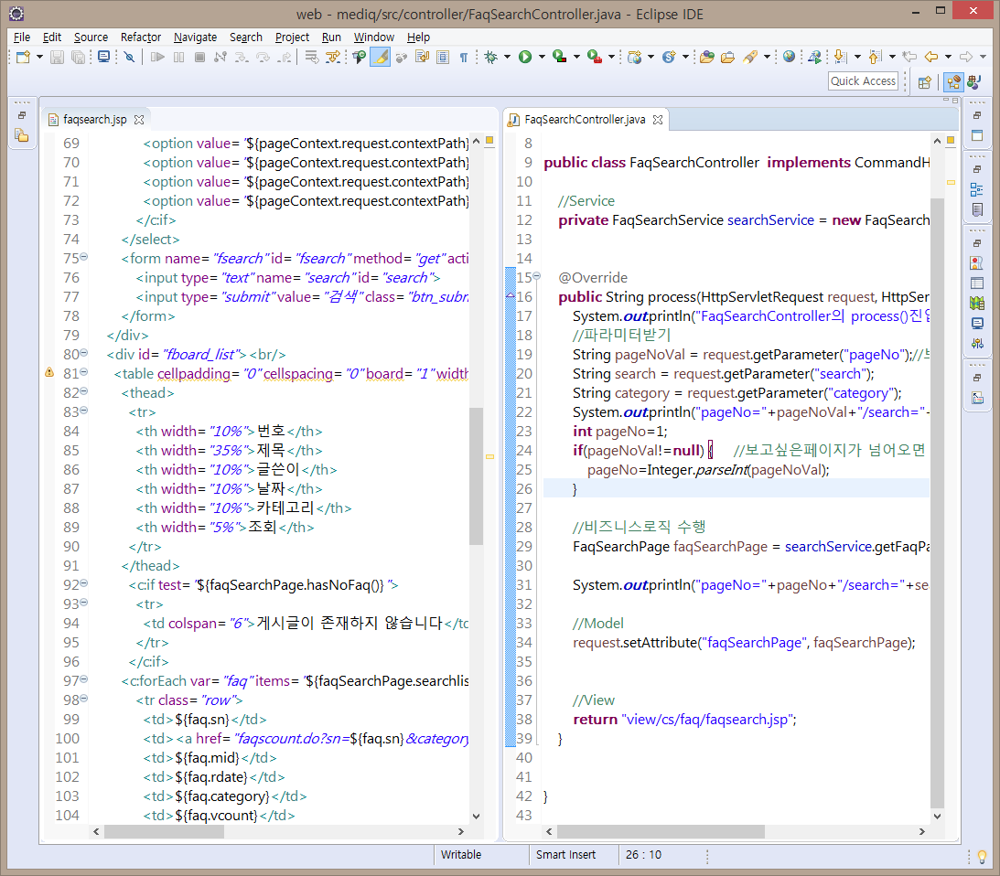 web - mediq/src/controller/FaqSearchController.java - Eclipse IDE
File Edit Source Refactor Navigate Search Project Run Window Help
Quick Access
faqsearch.jsp
69 <option value="${pageContext.request.contextPath}
70 <option value="${pageContext.request.contextPath}
71 <option value="${pageContext.request.contextPath}
72 <option value="${pageContext.request.contextPath}
73 </c:if>
74 </select>
75 <form name="fsearch" id="fsearch" method="get" acti
76 <input type="text" name="search" id="search">
77 <input type="submit" value="검색" class="btn_subm
78 </form>
79 </div>
80 <div id="fboard_list"><br/>
81 <table cellpadding="0" cellspacing="0" board="1" width
82 <thead>
83 <tr>
84 <th width="10%">번호</th>
85 <th width="35%">제목</th>
86 <th width="10%">글쓴이</th>
87 <th width="10%">날짜</th>
88 <th width="10%">카테고리</th>
89 <th width="5%">조회</th>
90 </tr>
91 </thead>
92 <c:if test="${faqSearchPage.hasNoFaq()}">
93 <tr>
94 <td colspan="6">게시글이 존재하지 않습니다</td
95 </tr>
96 </c:if>
97 <c:forEach var="faq" items="${faqSearchPage.searchlis
98 <tr class="row">
99 <td>${faq.sn}</td>
100 <td><a href="faqscount.do?sn=${faq.sn}&category
101 <td>${faq.mid}</td>
102 <td>${faq.rdate}</td>
103 <td>${faq.category}</td>
104 <td>${faq.vcount}</td>
FaqSearchController.java
8
9 public class FaqSearchController implements CommandH
10
11 //Service
12 private FaqSearchService searchService = new FaqSearch
13
14
15 @Override
16 public String process(HttpServletRequest request, HttpServ
17 System.out.println("FaqSearchController의 process()진입
18 //파라미터받기
19 String pageNoVal = request.getParameter("pageNo");//보
20 String search = request.getParameter("search");
21 String category = request.getParameter("category");
22 System.out.println("pageNo="+pageNoVal+"/search="+
23 int pageNo=1;
24 if(pageNoVal!=null) { //보고싶은페이지가 넘어오면
25 pageNo=Integer.parseInt(pageNoVal);
26 }
27
28 //비즈니스로직 수행
29 FaqSearchPage faqSearchPage = searchService.getFaqPa
30
31 System.out.println("pageNo="+pageNo+"/search="+sea
32
33 //Model
34 request.setAttribute("faqSearchPage", faqSearchPage);
35
36
37 //View
38 return "view/cs/faq/faqsearch.jsp";
39 }
40
41
42 }
43
Writable Smart Insert 26 : 10